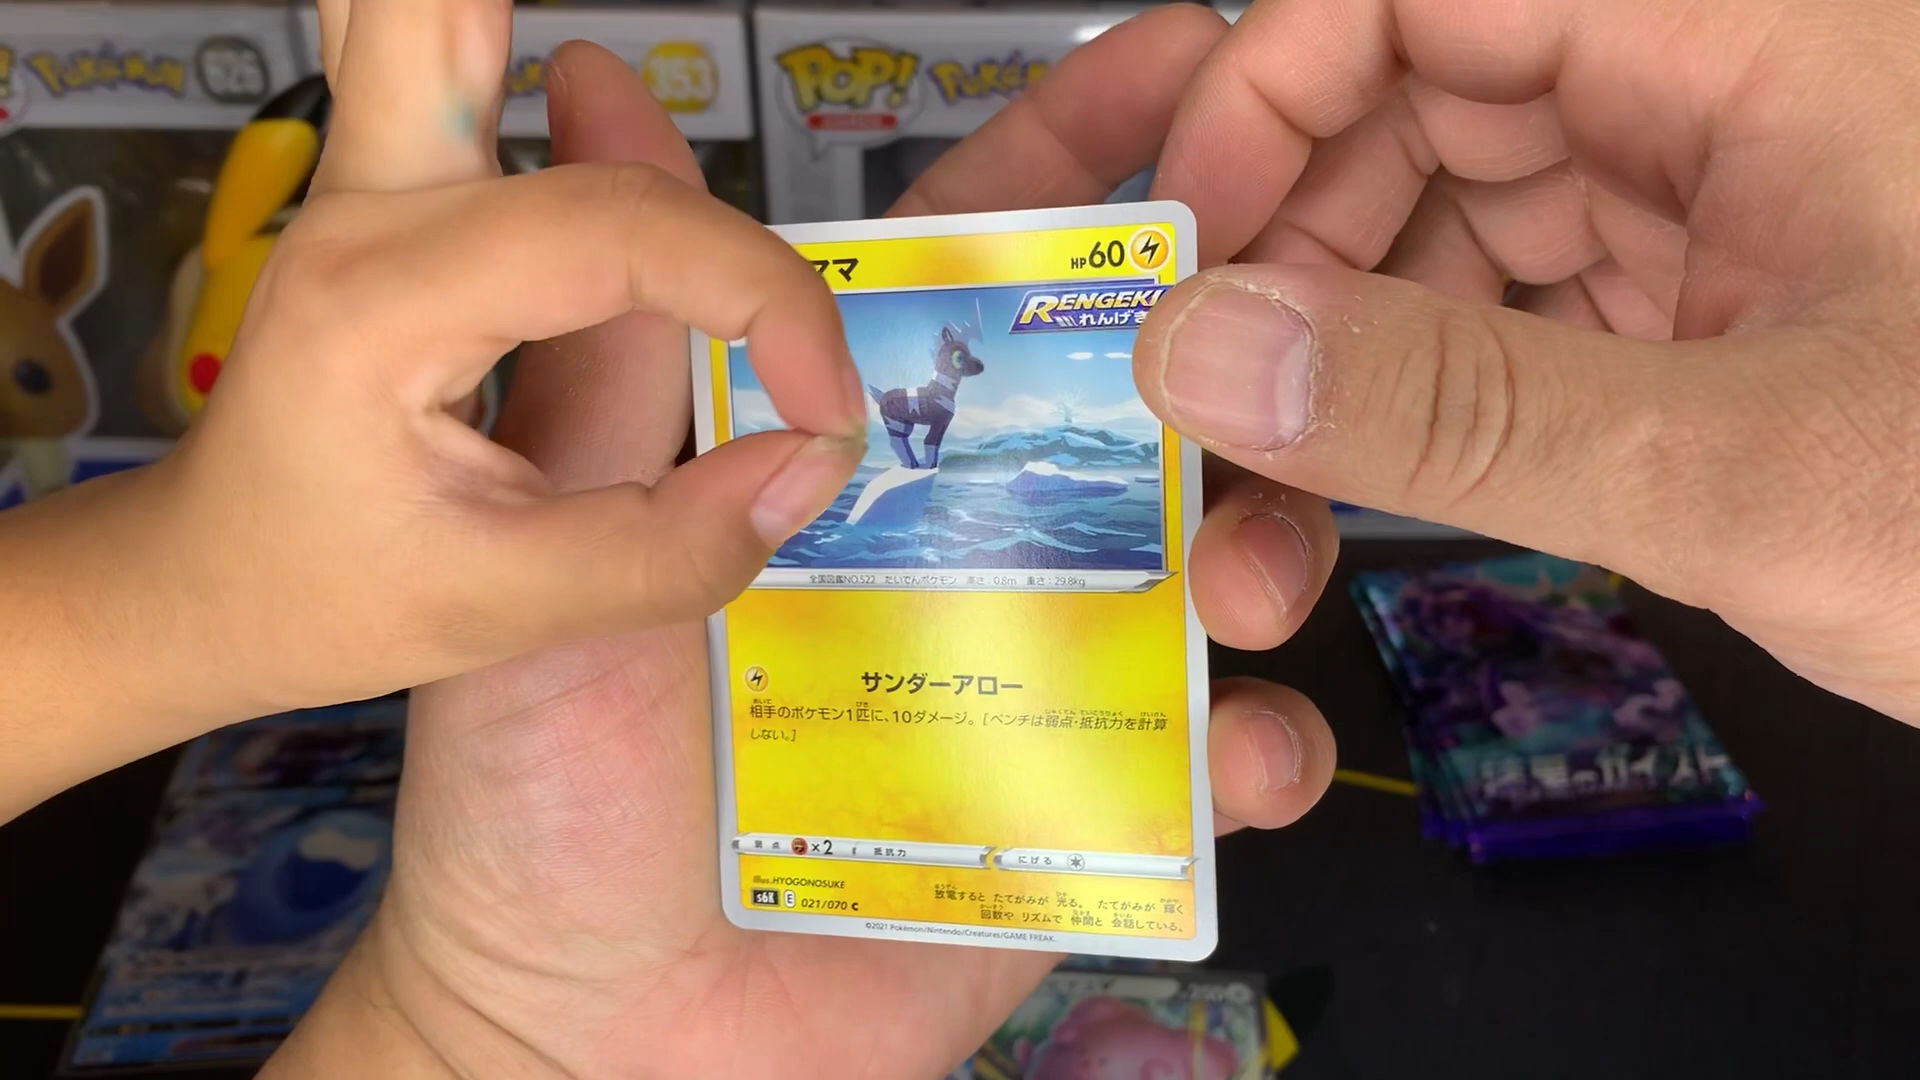 Pokémon
626
353
POP!
Pokém
マ
HP60
RENGEKI
れんげき
全国図鑑NO.522 たいでんポケモン 高さ:0.8m 重さ:29.8kg
サンダーアロー
相手のポケモン1匹に、10ダメージ。[ベンチは弱点・抵抗力を計算
しない。]
弱点 ×2 抵抗力 にげる
illus.HYOGONOSUKE
s6K E 021/070 C
放電すると たてがみが 光る。 たてがみが 輝く
回数や リズムで 仲間と 会話している。
©2021 Pokémon/Nintendo/Creatures/GAME FREAK.